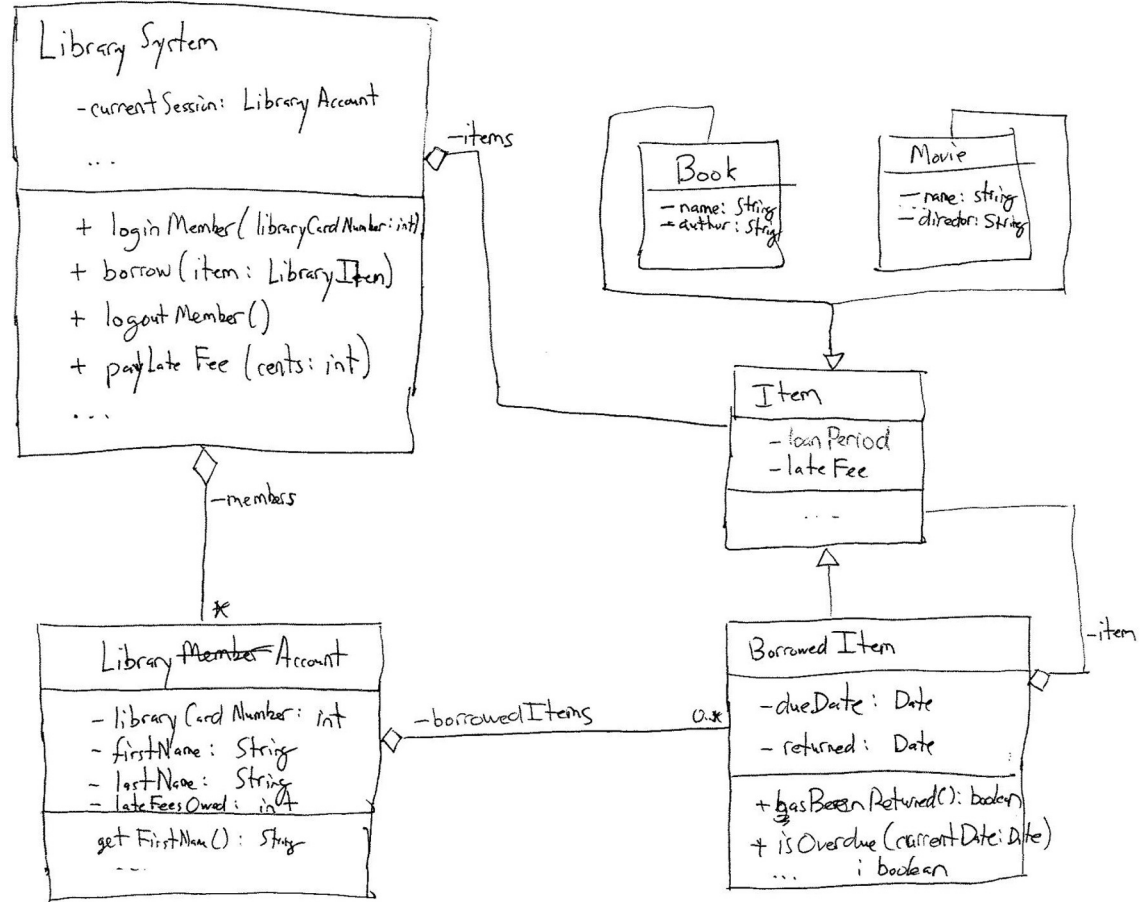 Library System
-currentSession: Library Account
...
+ loginMember(libraryCardNumber:int)
+ borrow(item: LibraryItem)
+ logoutMember()
+ payLate Fee (cents: int)
...
-items
-members
*
Book
- name: String
- author: String
Movie
- name: String
- director: String
Item
- loanPeriod
- lateFee
...
-item
Library Member Account
- libraryCardNumber: int
- firstName: String
- lastName: String
- lateFeesOwed: int
getFirstName(): String
...
-borrowedItems
0..*
Borrowed Item
- dueDate: Date
- returned: Date
+ hasBeenReturned(): boolean
+ isOverdue(currentDate:Date)
... : boolean